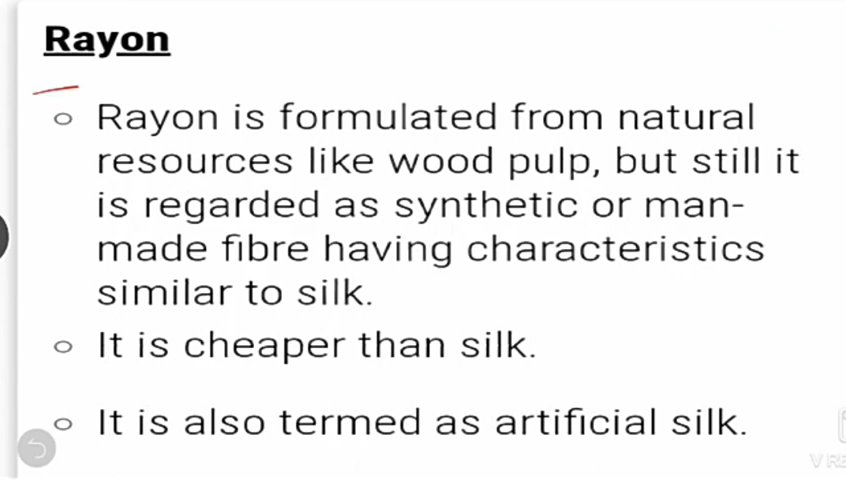 Rayon
Rayon is formulated from natural
resources like wood pulp, but still it
is regarded as synthetic or man-
made fibre having characteristics
similar to silk.
It is cheaper than silk.
It is also termed as artificial silk.